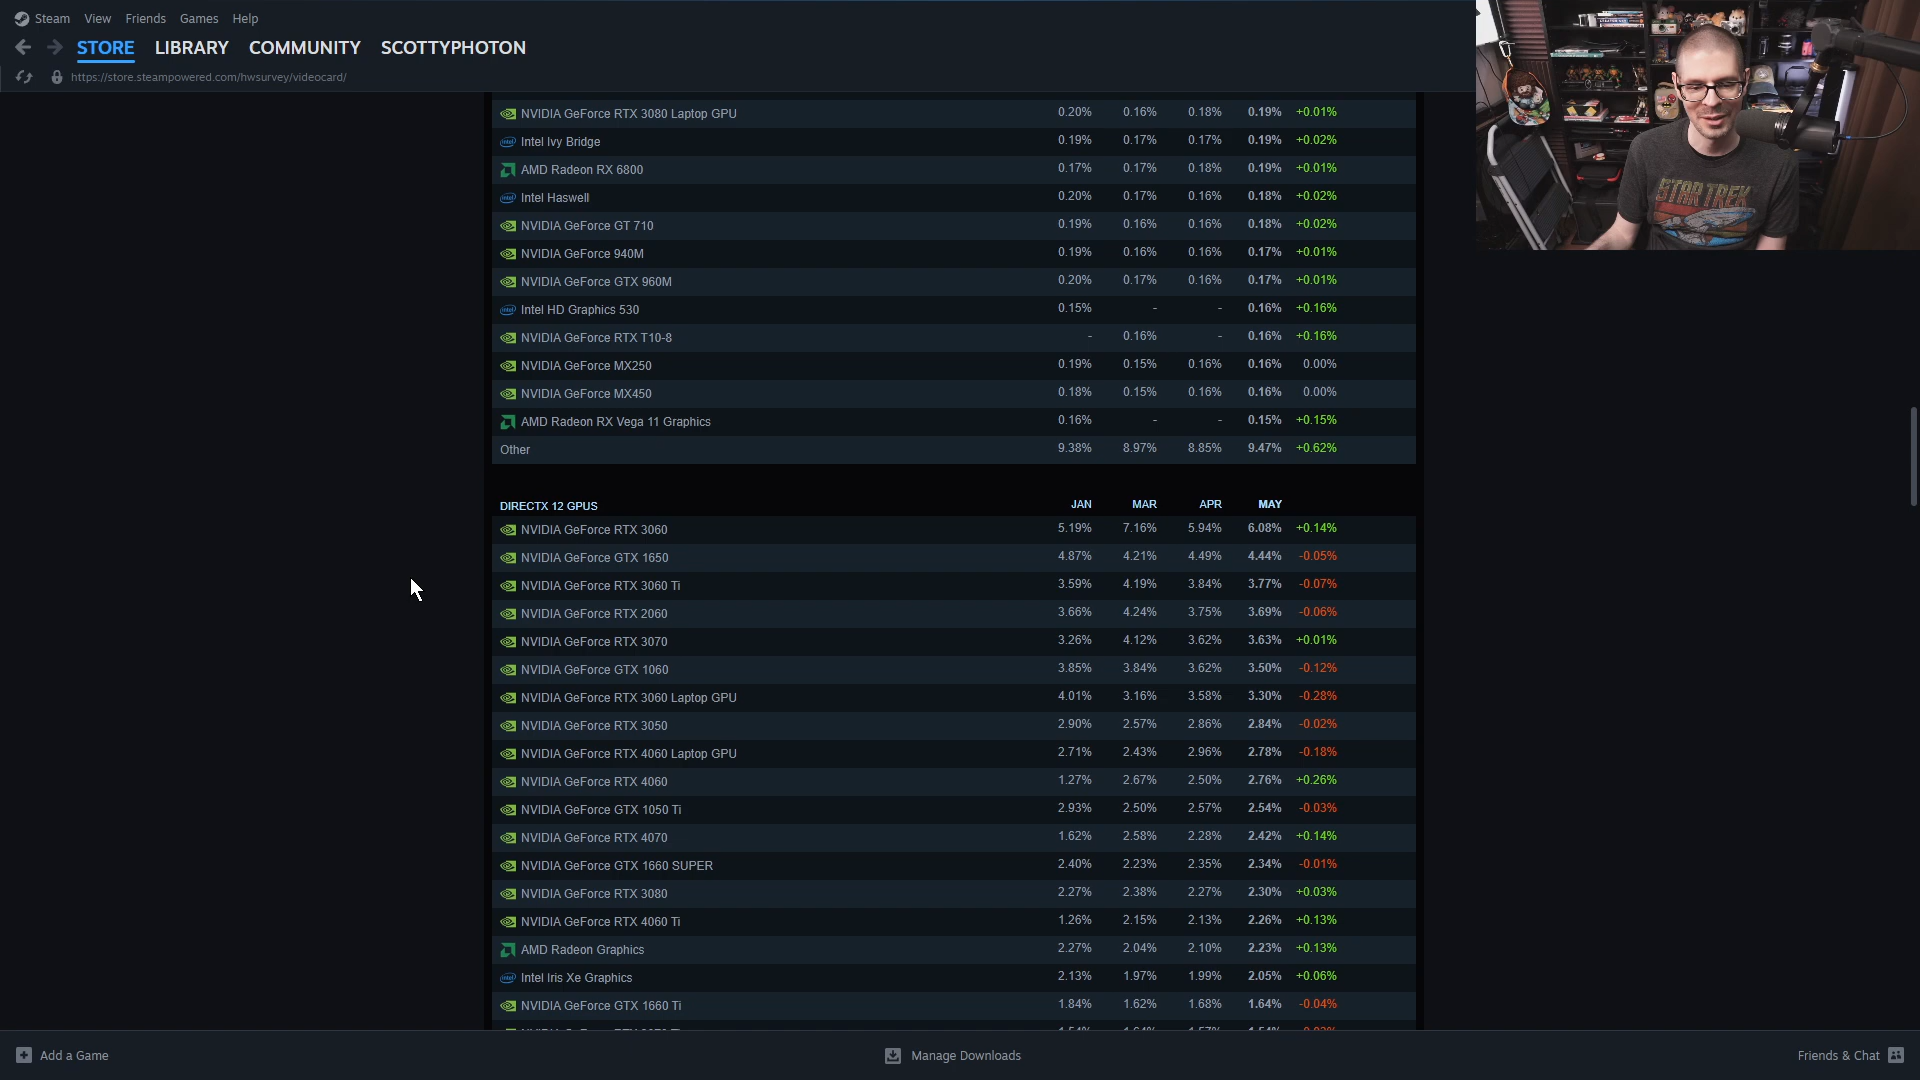 Steam View Friends Games Help
STORE LIBRARY COMMUNITY SCOTTYPHOTON
https://store.steampowered.com/hwsurvey/videocard/
NVIDIA GeForce RTX 3080 Laptop GPU 0.20% 0.16% 0.18% 0.19% +0.01%
intel Intel Ivy Bridge 0.19% 0.17% 0.17% 0.19% +0.02%
AMD Radeon RX 6800 0.17% 0.17% 0.18% 0.19% +0.01%
intel Intel Haswell 0.20% 0.17% 0.16% 0.18% +0.02%
NVIDIA GeForce GT 710 0.19% 0.16% 0.16% 0.18% +0.02%
NVIDIA GeForce 940M 0.19% 0.16% 0.16% 0.17% +0.01%
NVIDIA GeForce GTX 960M 0.20% 0.17% 0.16% 0.17% +0.01%
intel Intel HD Graphics 530 0.15% - - 0.16% +0.16%
NVIDIA GeForce RTX T10-8 - 0.16% - 0.16% +0.16%
NVIDIA GeForce MX250 0.19% 0.15% 0.16% 0.16% 0.00%
NVIDIA GeForce MX450 0.18% 0.15% 0.16% 0.16% 0.00%
AMD Radeon RX Vega 11 Graphics 0.16% - - 0.15% +0.15%
Other 9.38% 8.97% 8.85% 9.47% +0.62%
DIRECTX 12 GPUS JAN MAR APR MAY
NVIDIA GeForce RTX 3060 5.19% 7.16% 5.94% 6.08% +0.14%
NVIDIA GeForce GTX 1650 4.87% 4.21% 4.49% 4.44% -0.05%
NVIDIA GeForce RTX 3060 Ti 3.59% 4.19% 3.84% 3.77% -0.07%
NVIDIA GeForce RTX 2060 3.66% 4.24% 3.75% 3.69% -0.06%
NVIDIA GeForce RTX 3070 3.26% 4.12% 3.62% 3.63% +0.01%
NVIDIA GeForce GTX 1060 3.85% 3.84% 3.62% 3.50% -0.12%
NVIDIA GeForce RTX 3060 Laptop GPU 4.01% 3.16% 3.58% 3.30% -0.28%
NVIDIA GeForce RTX 3050 2.90% 2.57% 2.86% 2.84% -0.02%
NVIDIA GeForce RTX 4060 Laptop GPU 2.71% 2.43% 2.96% 2.78% -0.18%
NVIDIA GeForce RTX 4060 1.27% 2.67% 2.50% 2.76% +0.26%
NVIDIA GeForce GTX 1050 Ti 2.93% 2.50% 2.57% 2.54% -0.03%
NVIDIA GeForce RTX 4070 1.62% 2.58% 2.28% 2.42% +0.14%
NVIDIA GeForce GTX 1660 SUPER 2.40% 2.23% 2.35% 2.34% -0.01%
NVIDIA GeForce RTX 3080 2.27% 2.38% 2.27% 2.30% +0.03%
NVIDIA GeForce RTX 4060 Ti 1.26% 2.15% 2.13% 2.26% +0.13%
AMD Radeon Graphics 2.27% 2.04% 2.10% 2.23% +0.13%
intel Intel Iris Xe Graphics 2.13% 1.97% 1.99% 2.05% +0.06%
NVIDIA GeForce GTX 1660 Ti 1.84% 1.62% 1.68% 1.64% -0.04%
Add a Game Manage Downloads Friends & Chat
STAR TREK